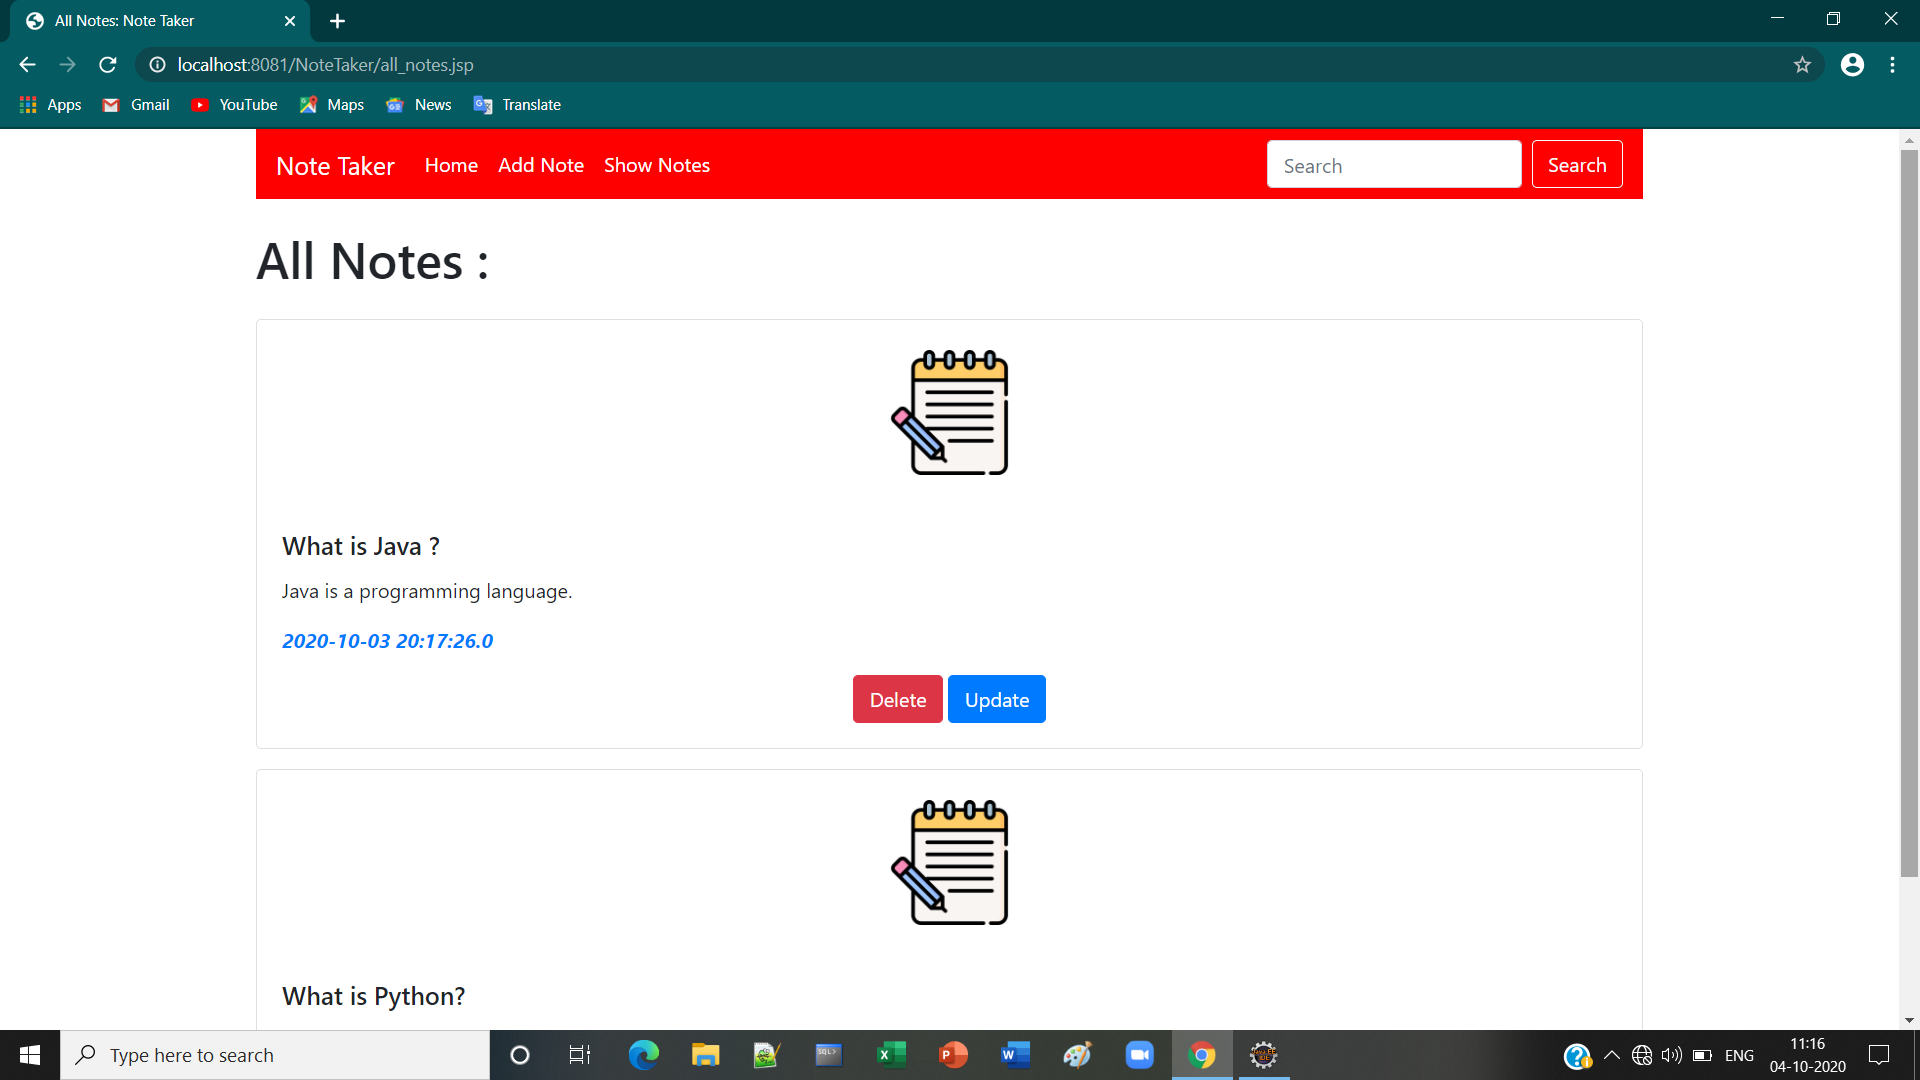 All Notes: Note Taker
localhost:8081/NoteTaker/all_notes.jsp
Apps Gmail YouTube Maps News Translate
Note Taker Home Add Note Show Notes Search Search
All Notes :
What is Java ?
Java is a programming language.
2020-10-03 20:17:26.0
Delete Update
What is Python?
Type here to search
ENG
11:16
04-10-2020